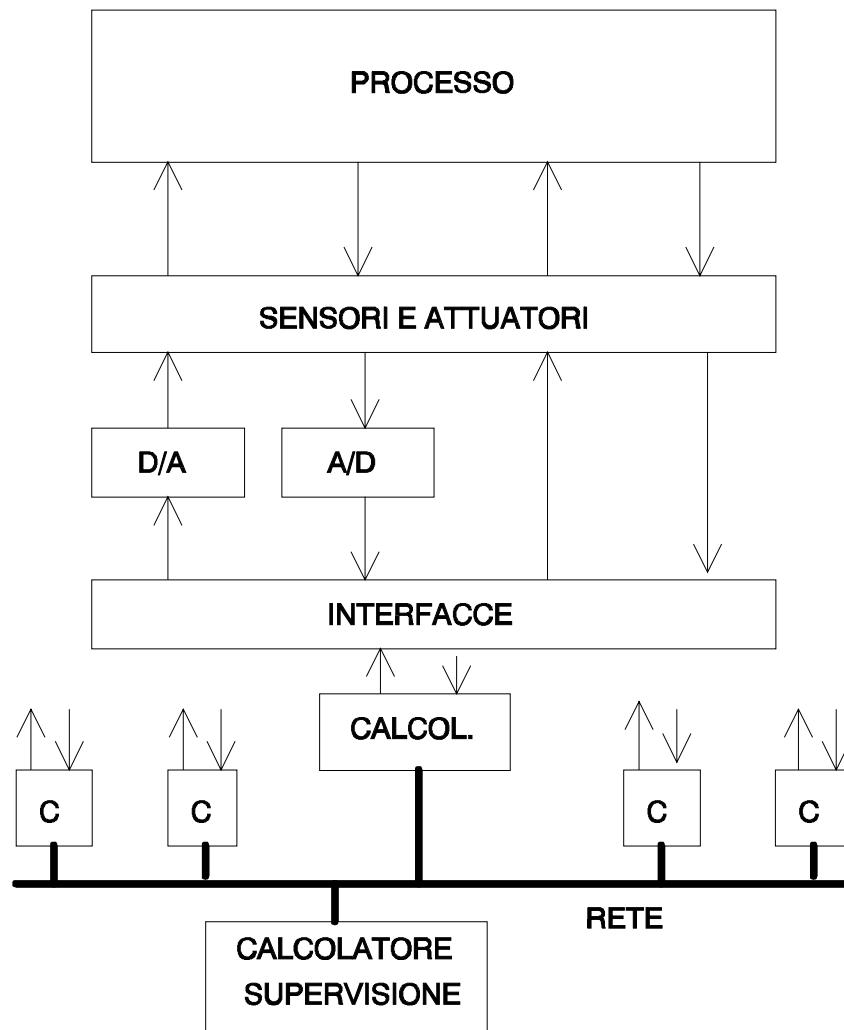 PROCESSO
SENSORI E ATTUATORI
D/A
A/D
INTERFACCE
CALCOL.
C
C
C
C
RETE
CALCOLATORE
SUPERVISIONE